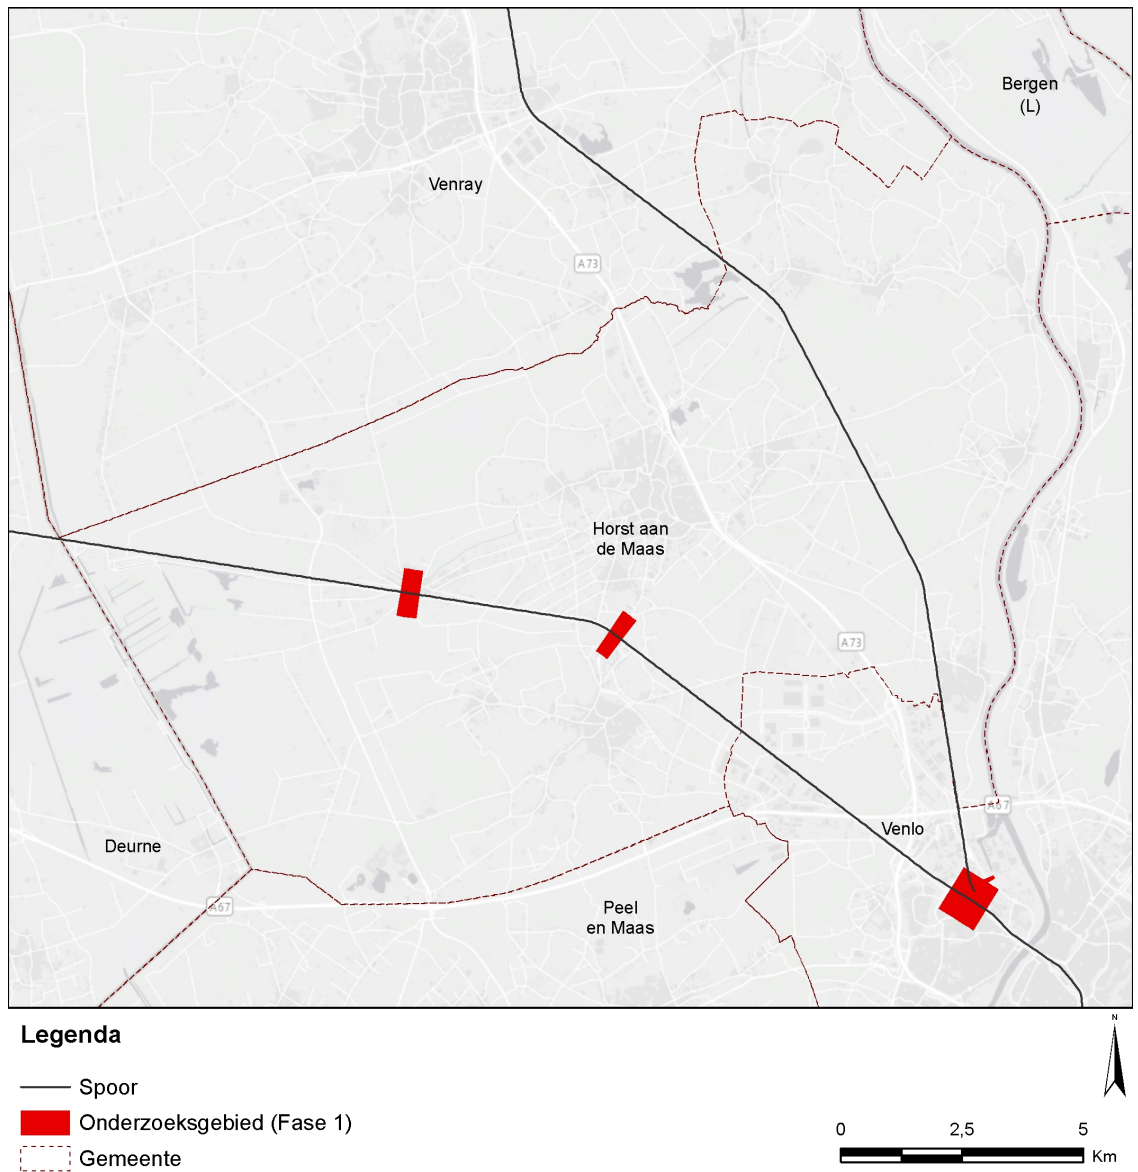 Bergen
(L)
Venray
A73
Horst aan
de Maas
A73
A67
Venlo
Deurne
A67
Peel
en Maas
Legenda
N
Spoor
Onderzoeksgebied (Fase 1)
Gemeente
0 2,5 5
Km